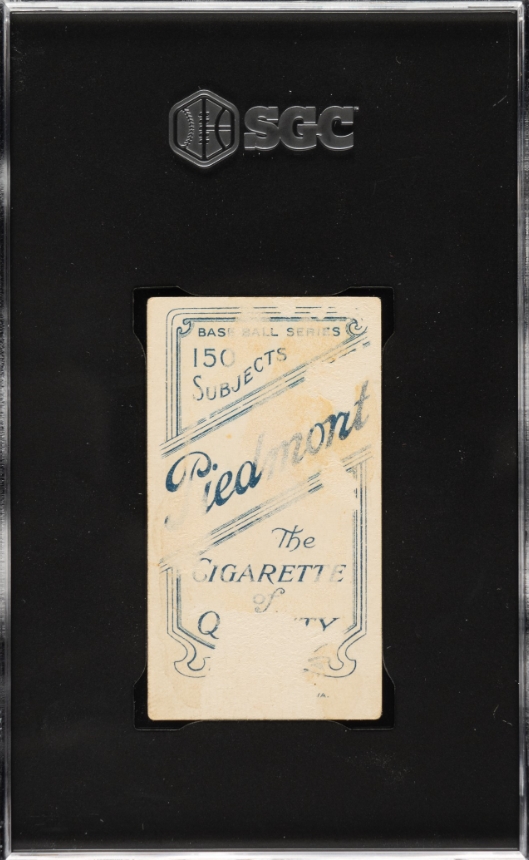 SGC
BASE BALL SERIES
150
SUBJECTS
Piedmont
The
CIGARETTE
of